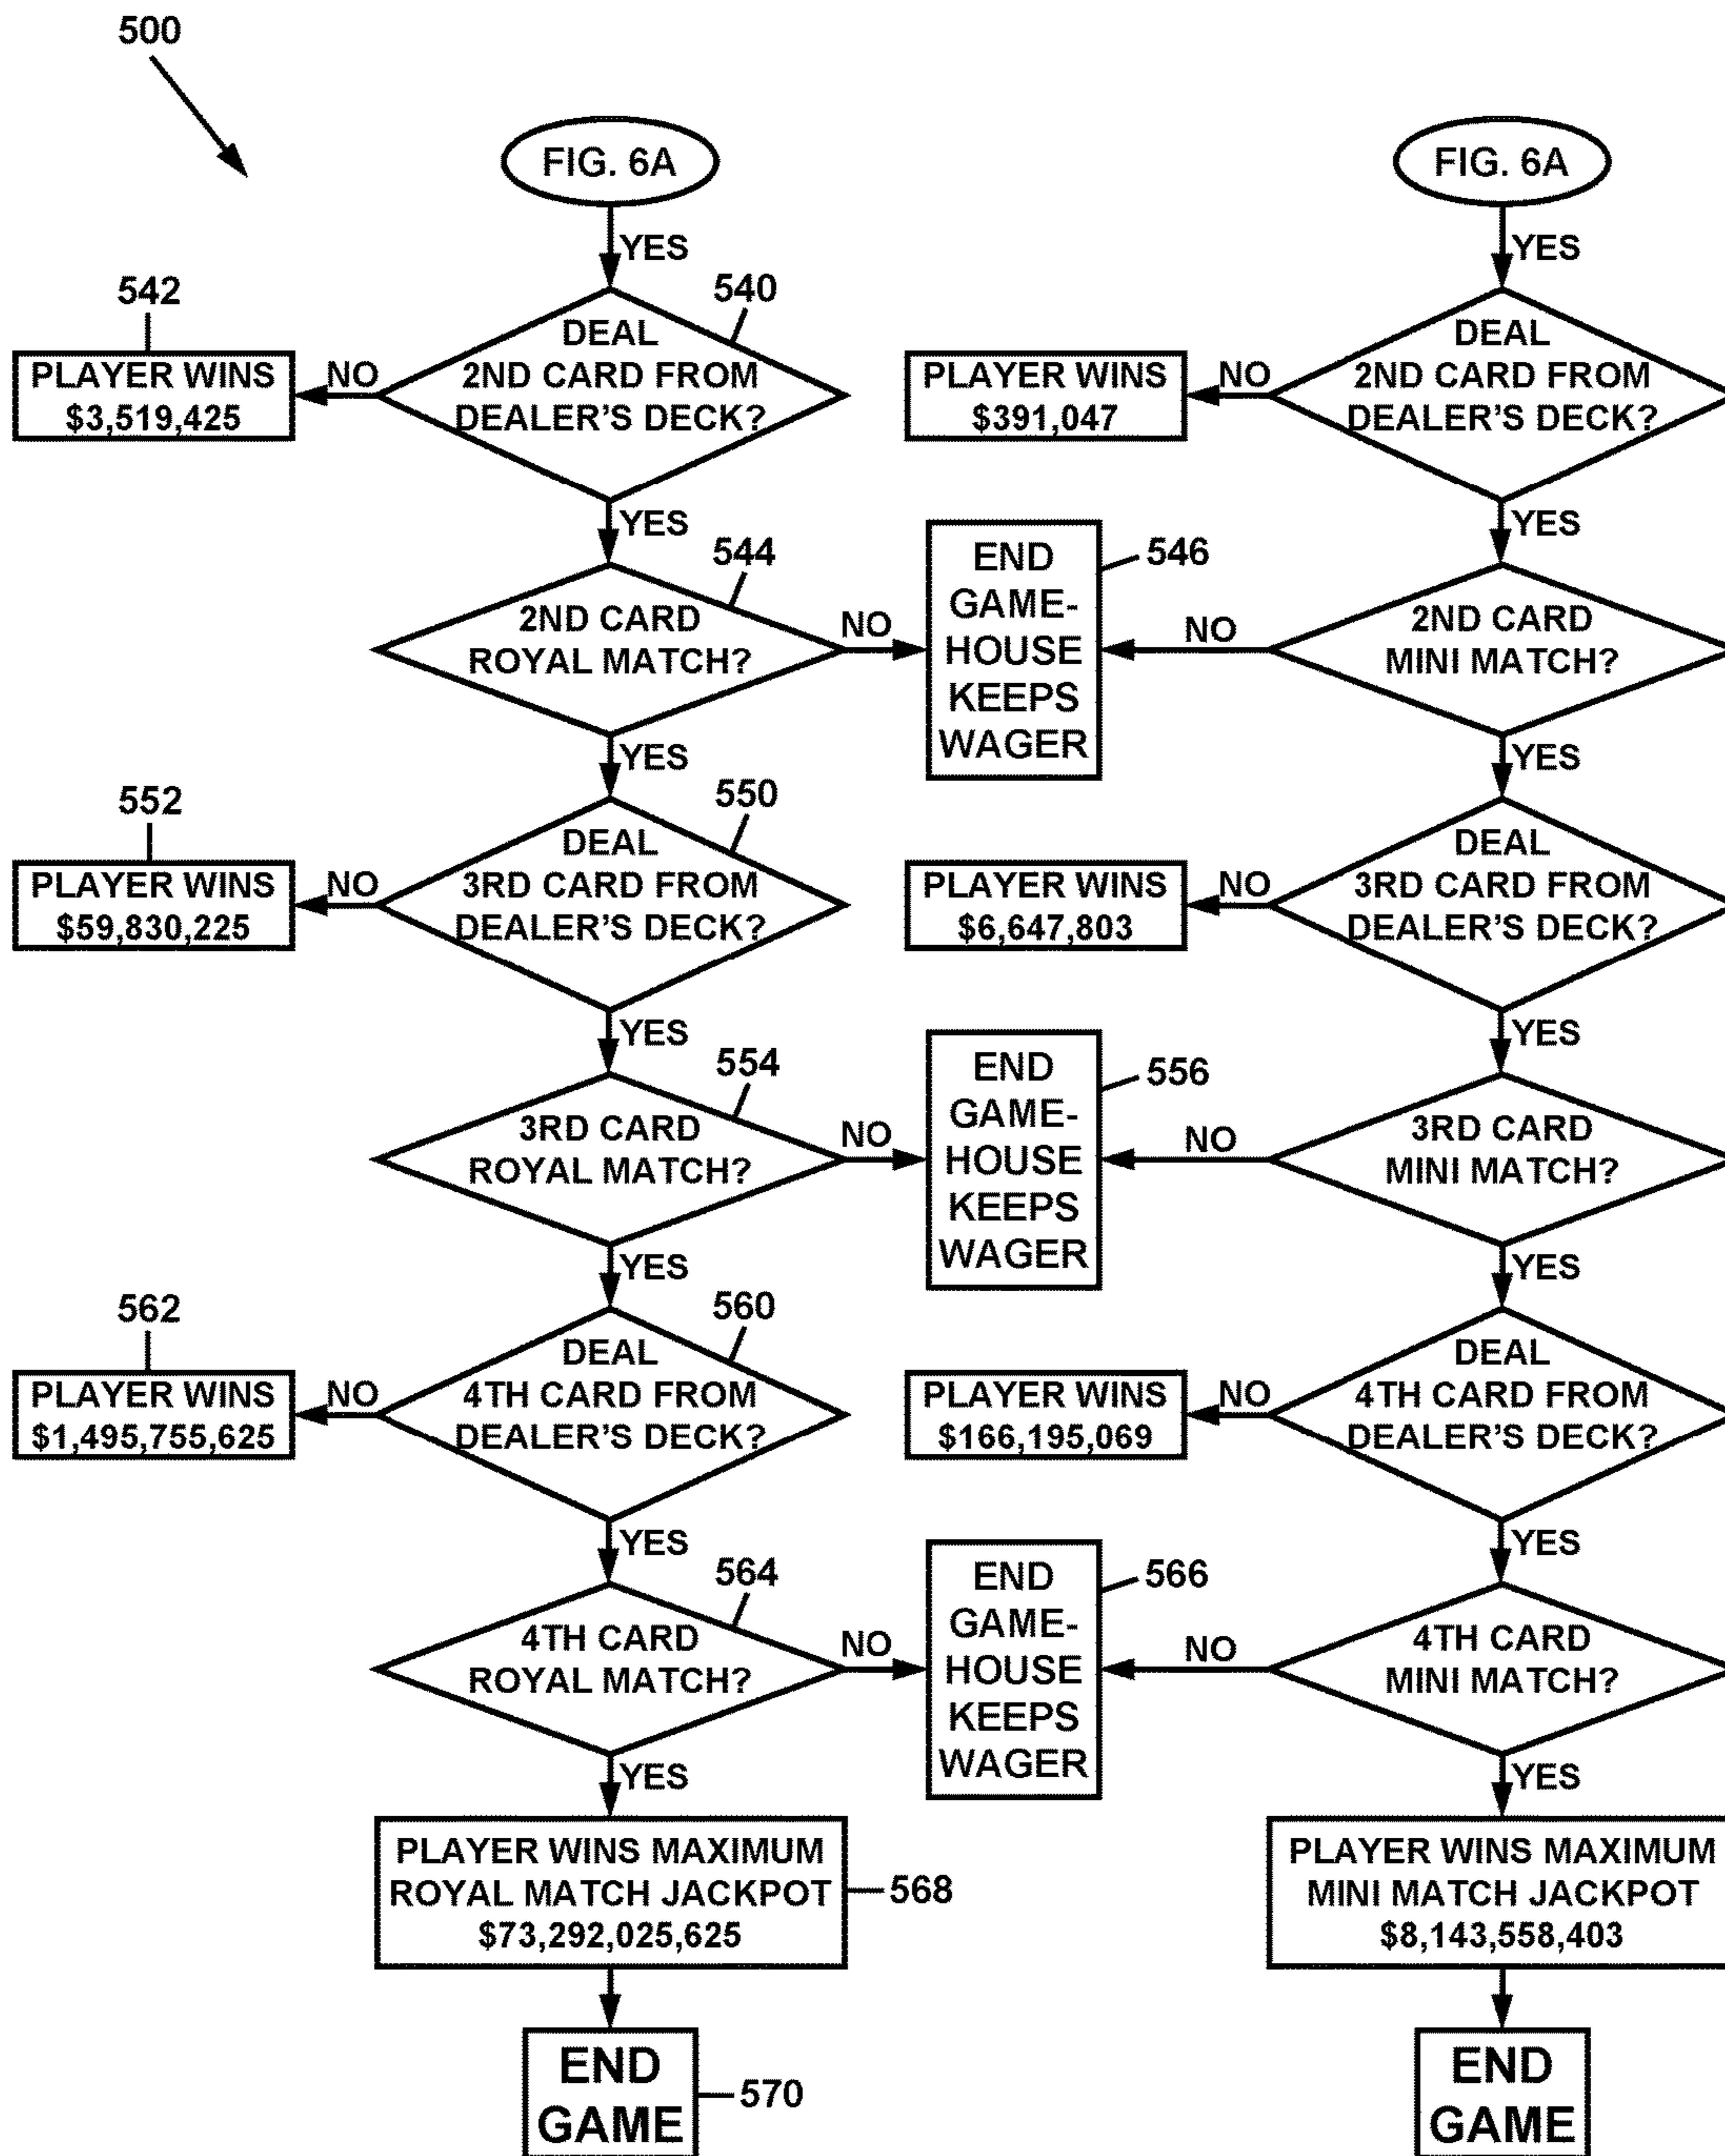 500
FIG. 6A
FIG. 6A
YES
YES
542
540
DEAL
2ND CARD FROM
DEALER'S DECK?
NO
PLAYER WINS
$3,519,425
DEAL
2ND CARD FROM
DEALER'S DECK?
NO
PLAYER WINS
$391,047
YES
YES
544
2ND CARD
ROYAL MATCH?
NO
END
GAME-
HOUSE
KEEPS
WAGER
546
NO
2ND CARD
MINI MATCH?
YES
YES
552
550
PLAYER WINS
$59,830,225
NO
DEAL
3RD CARD FROM
DEALER'S DECK?
PLAYER WINS
$6,647,803
NO
DEAL
3RD CARD FROM
DEALER'S DECK?
YES
YES
554
3RD CARD
ROYAL MATCH?
NO
END
GAME-
HOUSE
KEEPS
WAGER
556
NO
3RD CARD
MINI MATCH?
YES
YES
562
560
PLAYER WINS
$1,495,755,625
NO
DEAL
4TH CARD FROM
DEALER'S DECK?
PLAYER WINS
$166,195,069
NO
DEAL
4TH CARD FROM
DEALER'S DECK?
YES
YES
564
4TH CARD
ROYAL MATCH?
NO
END
GAME-
HOUSE
KEEPS
WAGER
566
NO
4TH CARD
MINI MATCH?
YES
YES
PLAYER WINS MAXIMUM
ROYAL MATCH JACKPOT
$73,292,025,625
568
PLAYER WINS MAXIMUM
MINI MATCH JACKPOT
$8,143,558,403
END
GAME
570
END
GAME